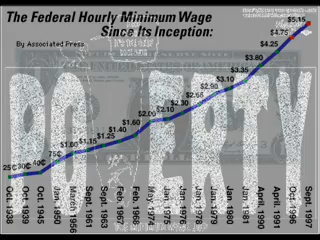 The Federal Hourly Minimum Wage
Since Its Inception:
By Associated Press
POVERTY
25¢
30¢
40¢
75¢
$1.00
$1.15
$1.25
$1.40
$1.60
$2.00
$2.10
$2.30
$2.65
$2.90
$3.10
$3.35
$3.80
$4.25
$4.75
$5.15
Oct. 1938
Oct. 1939
Oct. 1945
Jan. 1950
March 1956
Sept. 1961
Sept. 1963
Feb. 1967
Feb. 1968
May. 1974
Jan. 1975
Jan. 1978
Jan. 1979
Jan. 1980
Jan. 1981
April 1990
April 1991
Oct. 1996
Sept. 1997